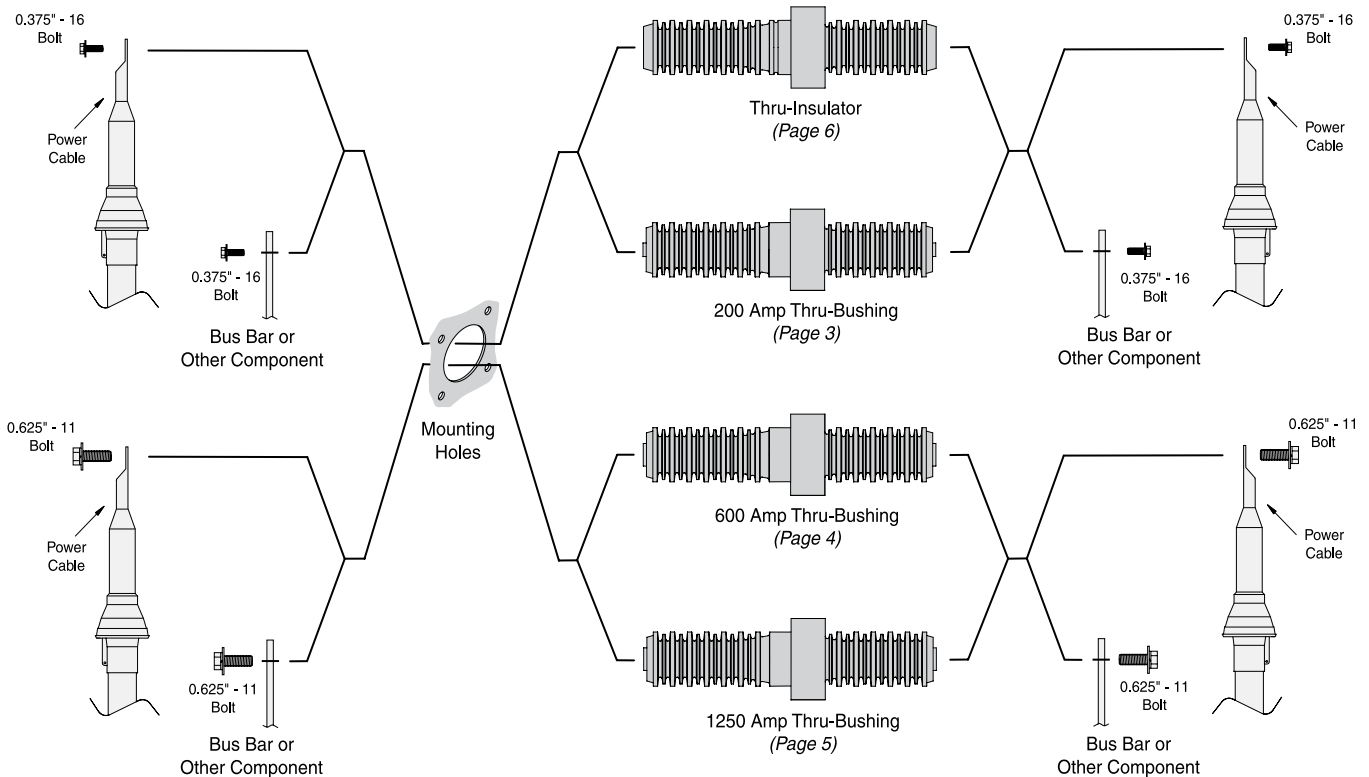 0.375" - 16
Bolt
Power
Cable
0.375" - 16
Bolt
Bus Bar or
Other Component
Thru-Insulator
(Page 6)
200 Amp Thru-Bushing
(Page 3)
0.375" - 16
Bolt
Power
Cable
0.375" - 16
Bolt
Bus Bar or
Other Component
Mounting
Holes
0.625" - 11
Bolt
Power
Cable
0.625" - 11
Bolt
Bus Bar or
Other Component
600 Amp Thru-Bushing
(Page 4)
1250 Amp Thru-Bushing
(Page 5)
0.625" - 11
Bolt
Power
Cable
0.625" - 11
Bolt
Bus Bar or
Other Component